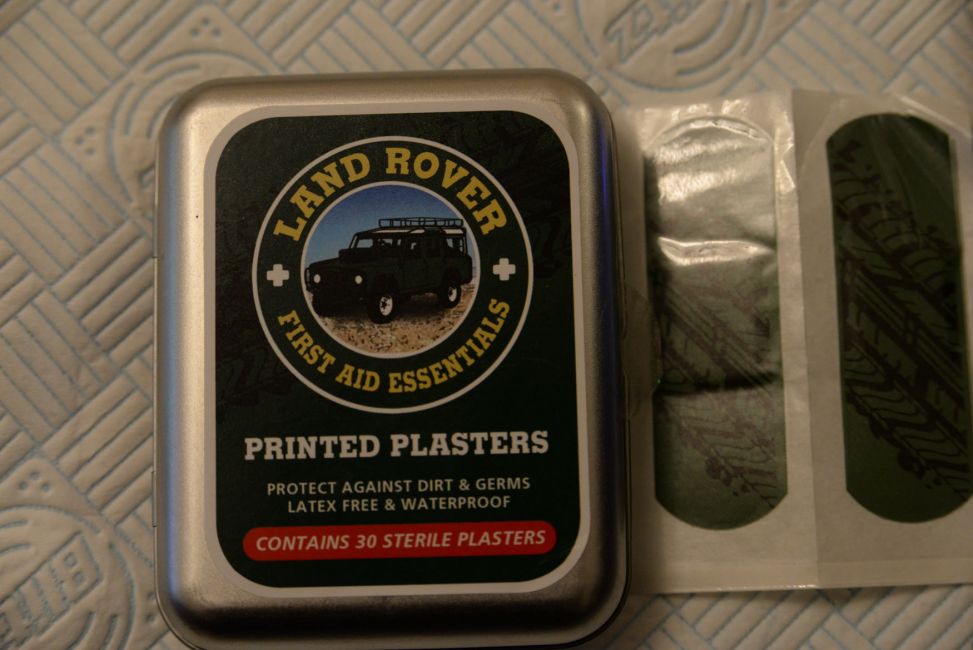 LAND ROVER
FIRST AID ESSENTIALS
PRINTED PLASTERS
PROTECT AGAINST DIRT & GERMS
LATEX FREE & WATERPROOF
CONTAINS 30 STERILE PLASTERS